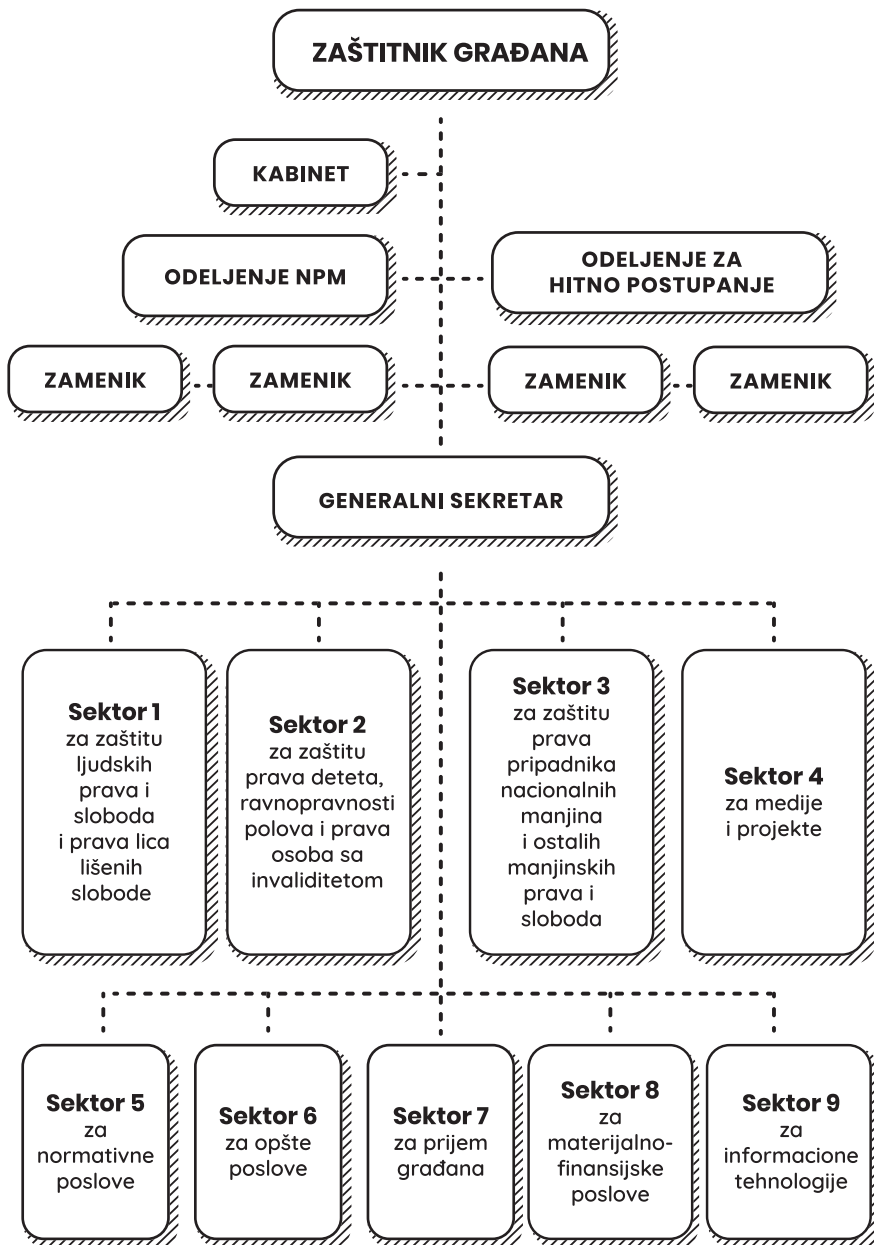 ZAŠTITNIK GRAĐANA
KABINET
ODELJENJE NPM
ODELJENJE ZA
HITNO POSTUPANJE
ZAMENIK
ZAMENIK
ZAMENIK
ZAMENIK
GENERALNI SEKRETAR
Sektor 1
za zaštitu
ljudskih
prava i
sloboda
i prava lica
lišenih
slobode
Sektor 2
za zaštitu
prava deteta,
ravnopravnosti
polova i prava
osoba sa
invaliditetom
Sektor 3
za zaštitu
prava
pripadnika
nacionalnih
manjina
i ostalih
manjinskih
prava i
sloboda
Sektor 4
za medije
i projekte
Sektor 5
za
normativne
poslove
Sektor 6
za opšte
poslove
Sektor 7
za prijem
građana
Sektor 8
za
materijalno-
finansijske
poslove
Sektor 9
za
informacione
tehnologije